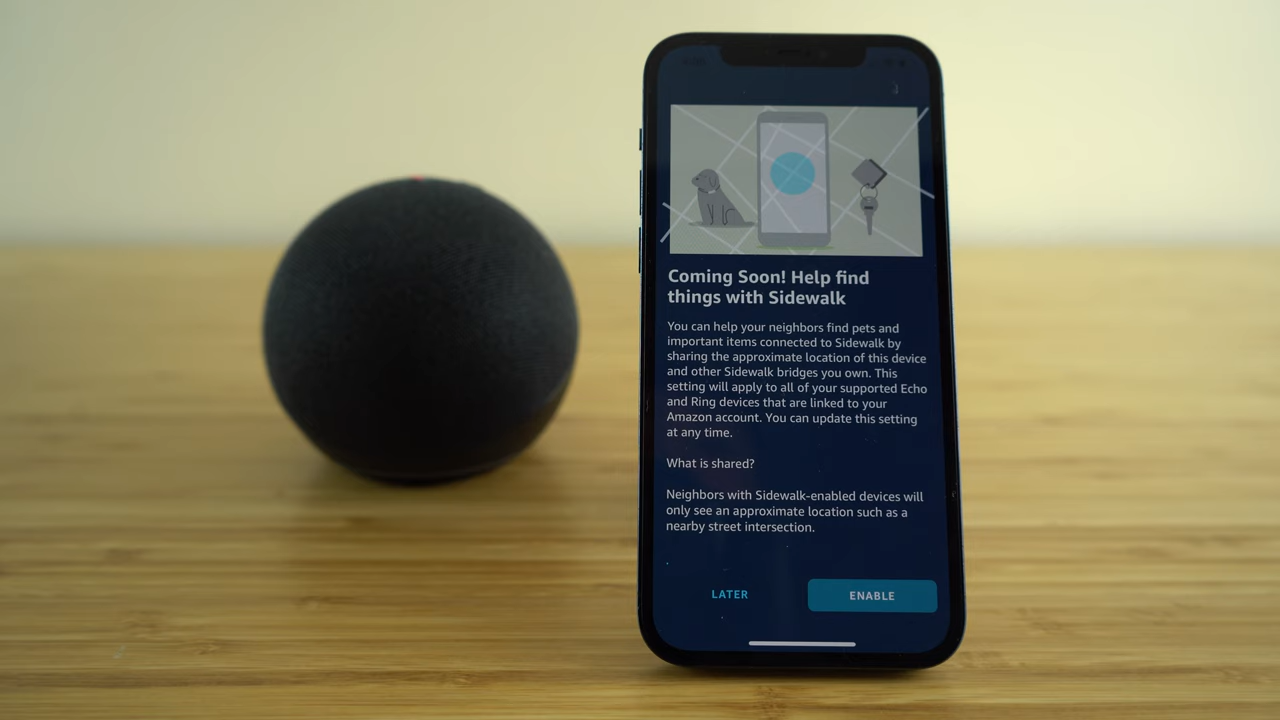 Coming Soon! Help find
things with Sidewalk
You can help your neighbors find pets and
important items connected to Sidewalk by
sharing the approximate location of this device
and other Sidewalk bridges you own. This
setting will apply to all of your supported Echo
and Ring devices that are linked to your
Amazon account. You can update this setting
at any time.
What is shared?
Neighbors with Sidewalk-enabled devices will
only see an approximate location such as a
nearby street intersection.
LATER
ENABLE